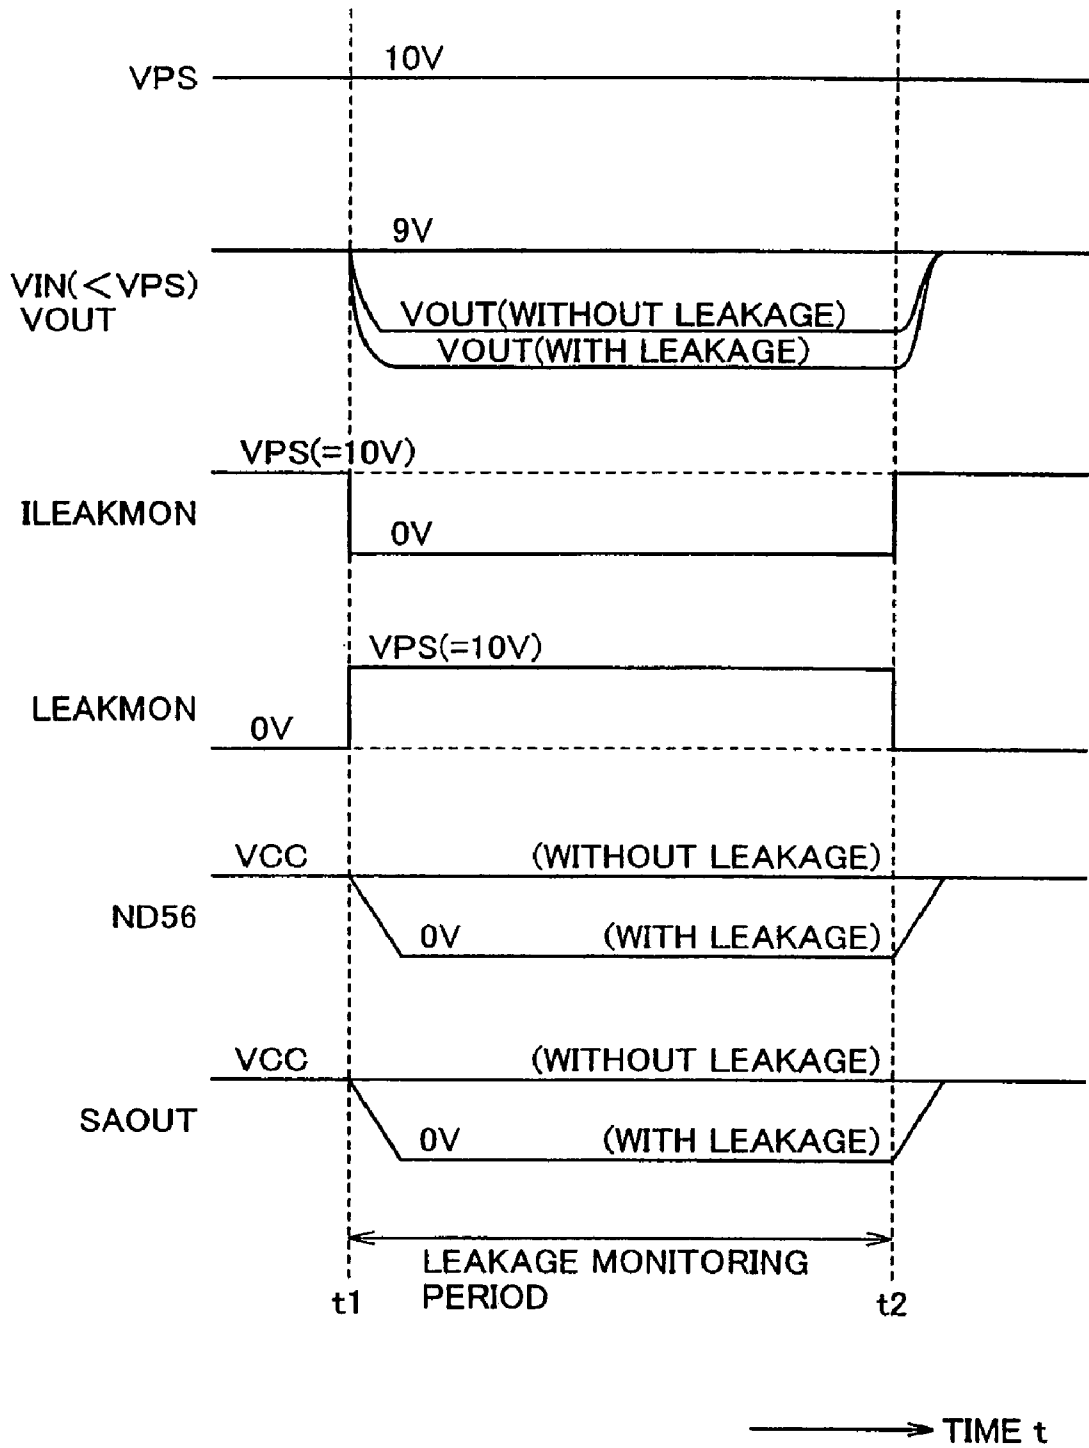 10V
VPS
9V
VIN(<VPS)
VOUT
VOUT(WITHOUT LEAKAGE)
VOUT(WITH LEAKAGE)
VPS(=10V)
ILEAKMON
0V
VPS(=10V)
LEAKMON
0V
VCC (WITHOUT LEAKAGE)
ND56
0V (WITH LEAKAGE)
VCC (WITHOUT LEAKAGE)
SAOUT
0V (WITH LEAKAGE)
LEAKAGE MONITORING
PERIOD
t1 t2
TIME t